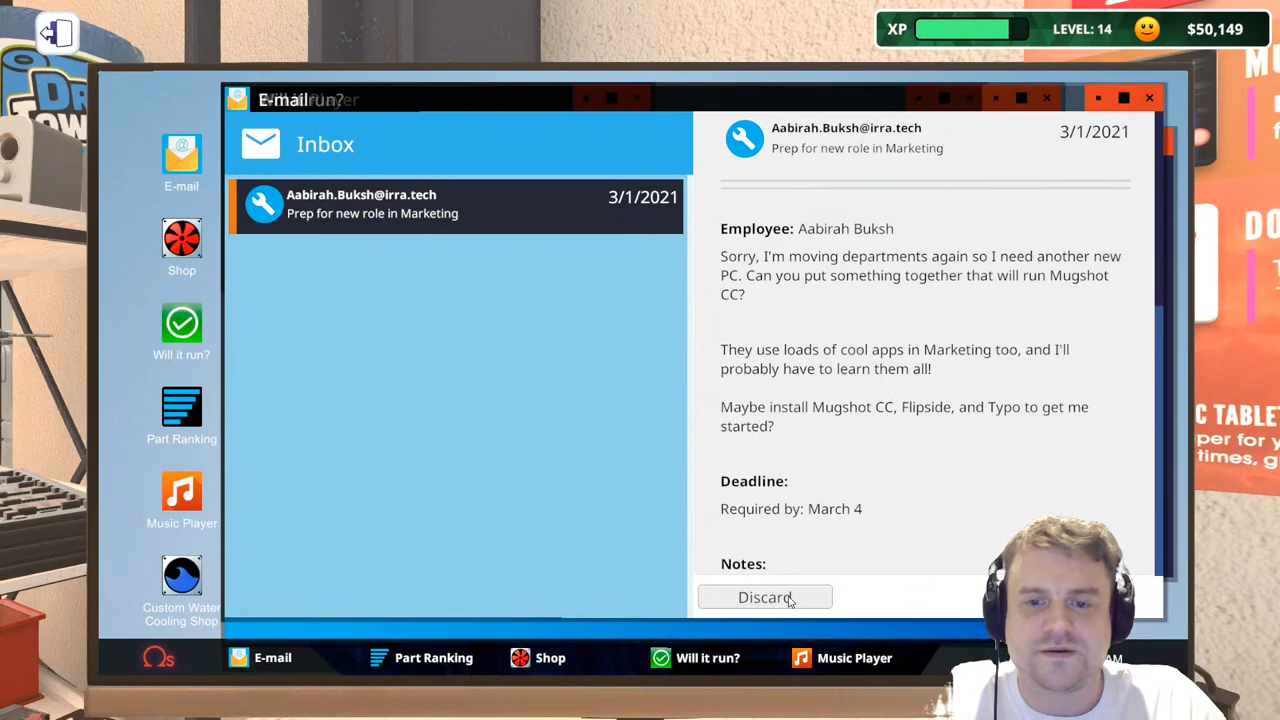 XP
LEVEL: 14
$50,149
E-mail
Inbox
Aabirah.Buksh@irra.tech
Prep for new role in Marketing
3/1/2021
Aabirah.Buksh@irra.tech
Prep for new role in Marketing
3/1/2021
Employee: Aabirah Buksh
Sorry, I'm moving departments again so I need another new
PC. Can you put something together that will run Mugshot
CC?
They use loads of cool apps in Marketing too, and I'll
probably have to learn them all!
Maybe install Mugshot CC, Flipside, and Typo to get me
started?
Deadline:
Required by: March 4
Notes:
Discard
E-mail
Shop
Will it run?
Part Ranking
Music Player
Custom Water
Cooling Shop
E-mail
Part Ranking
Shop
Will it run?
Music Player
AM
C TABLET
per for y
times, g